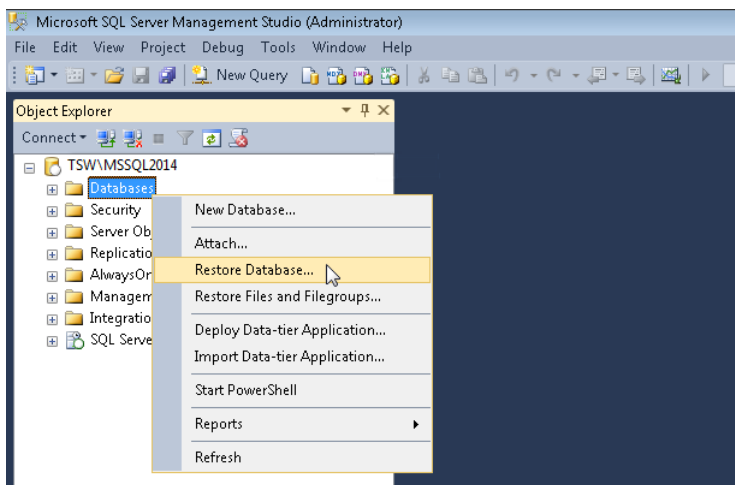 Microsoft SQL Server Management Studio (Administrator)
File Edit View Project Debug Tools Window Help
New Query
Object Explorer
Connect
TSW\MSSQL2014
Databases
Security
Server Ob
Replicatio
AlwaysOn
Managem
Integratio
SQL Serve
New Database...
Attach...
Restore Database...
Restore Files and Filegroups...
Deploy Data-tier Application...
Import Data-tier Application...
Start PowerShell
Reports
Refresh